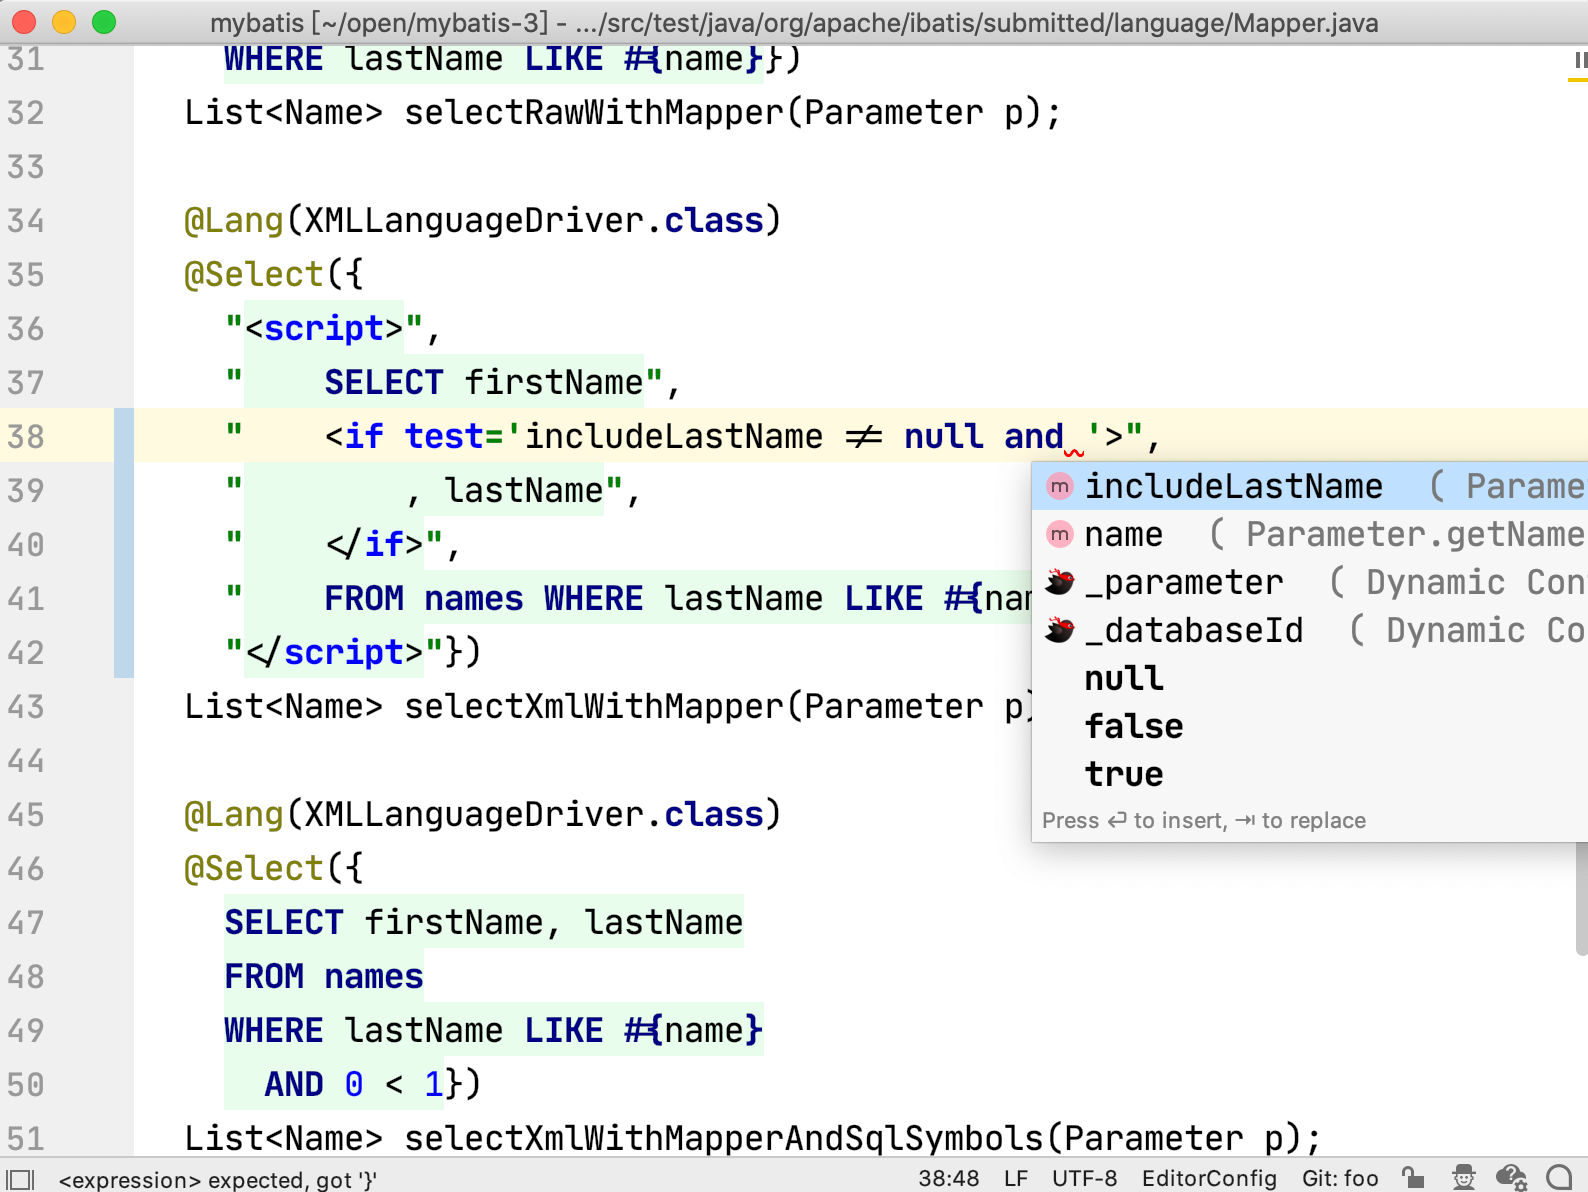 mybatis [~/open/mybatis-3] - .../src/test/java/org/apache/ibatis/submitted/language/Mapper.java
31 WHERE lastName LIKE #{name}})
32 List<Name> selectRawWithMapper(Parameter p);
33
34 @Lang(XMLLanguageDriver.class)
35 @Select({
36 "<script>",
37 "    SELECT firstName",
38 "    <if test='includeLastName != null and '>",
39 "        , lastName",
40 "    </if>",
41 "    FROM names WHERE lastName LIKE #{nam
42 "</script>"})
43 List<Name> selectXmlWithMapper(Parameter p)
44
45 @Lang(XMLLanguageDriver.class)
46 @Select({
47 SELECT firstName, lastName
48 FROM names
49 WHERE lastName LIKE #{name}
50 AND 0 < 1})
51 List<Name> selectXmlWithMapperAndSqlSymbols(Parameter p);
m includeLastName ( Parame
m name ( Parameter.getName
_parameter ( Dynamic Con
_databaseId ( Dynamic Co
null
false
true
Press ↩ to insert, ⇥ to replace
<expression> expected, got '}' 38:48 LF UTF-8 EditorConfig Git: foo